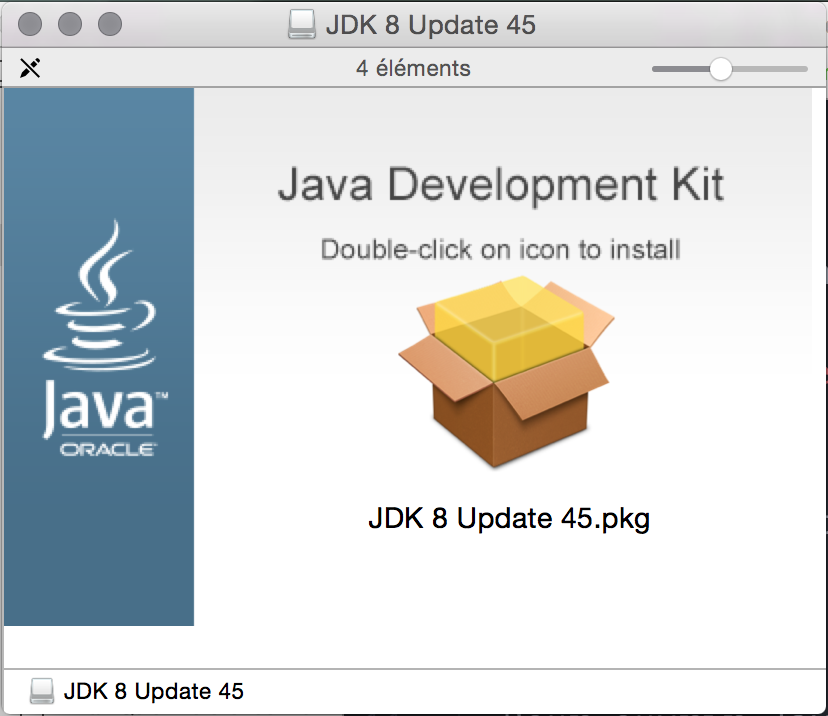 JDK 8 Update 45
4 éléments
Java Development Kit
Double-click on icon to install
Java™
ORACLE
JDK 8 Update 45.pkg
JDK 8 Update 45